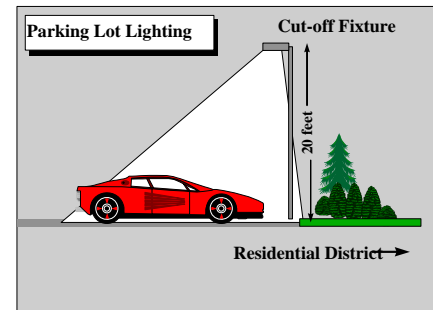 Parking Lot Lighting
Cut-off Fixture
20 feet
Residential District